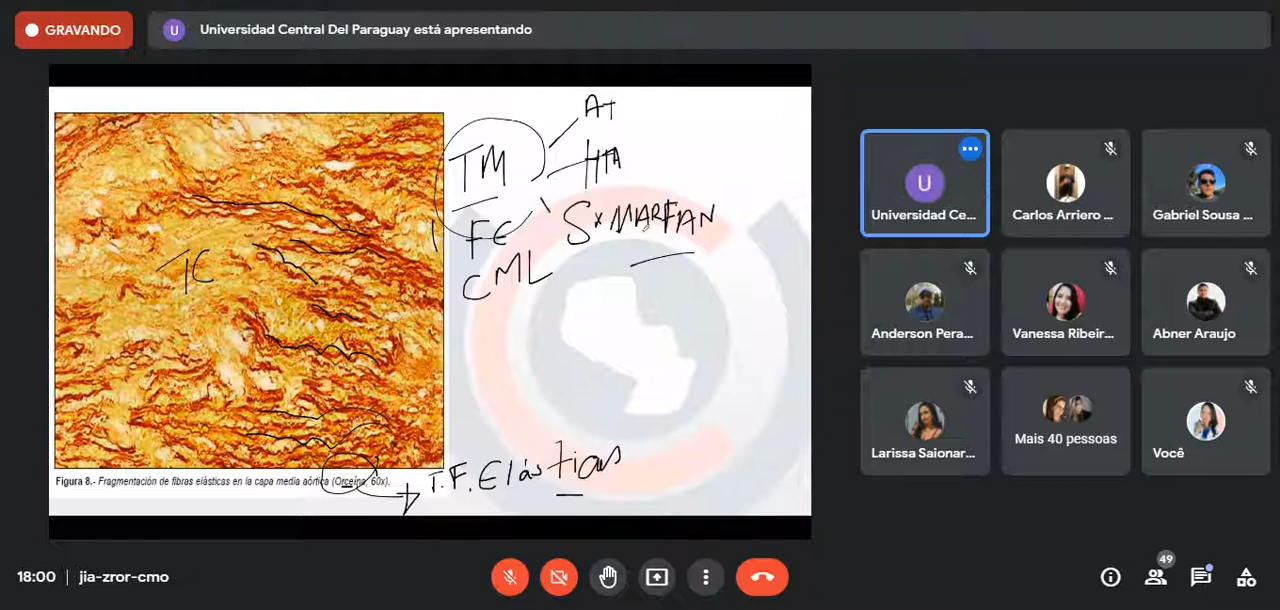 GRAVANDO
U
Universidad Central Del Paraguay está apresentando
AT
TM
HTA
FE
Sx MARFAN
CML
TC
T.F. Elásticas
Figura 8.- Fragmentación de fibras elásticas en la capa media aórtica (Orceína, 60x).
U
Universidad Ce...
Carlos Arriero ...
Gabriel Sousa ...
Anderson Pera...
Vanessa Ribeir...
Abner Araujo
Larissa Saionar...
Mais 40 pessoas
Você
18:00 | jia-zror-cmo
49